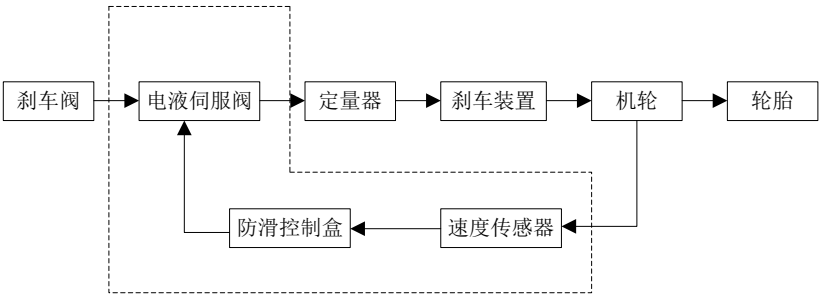 刹车阀
电液伺服阀
定量器
刹车装置
机轮
轮胎
防滑控制盒
速度传感器